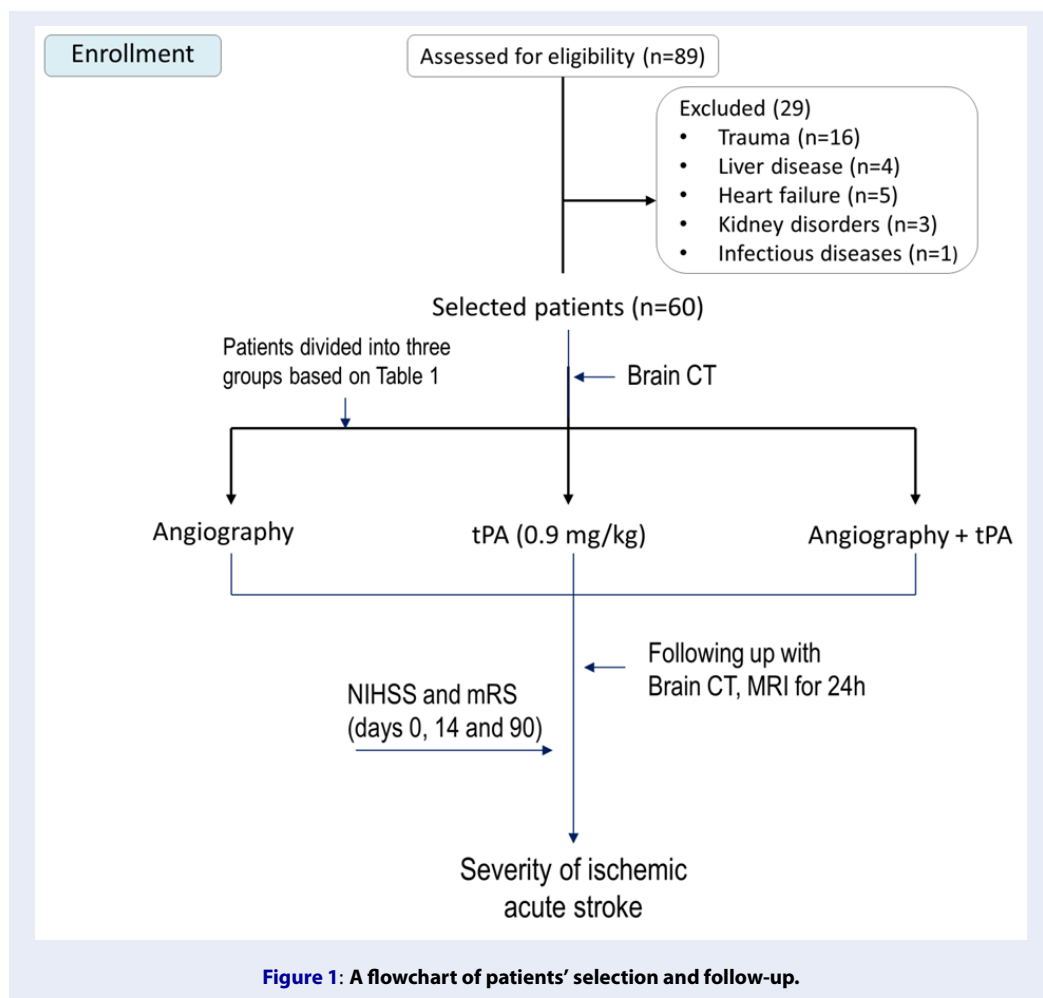 Enrollment
Assessed for eligibility (n=89)
Excluded (29)
• Trauma (n=16)
• Liver disease (n=4)
• Heart failure (n=5)
• Kidney disorders (n=3)
• Infectious diseases (n=1)
Selected patients (n=60)
Patients divided into three
groups based on Table 1
Brain CT
Angiography
tPA (0.9 mg/kg)
Angiography + tPA
Following up with
Brain CT, MRI for 24h
NIHSS and mRS
(days 0, 14 and 90)
Severity of ischemic
acute stroke
Figure 1: A flowchart of patients’ selection and follow-up.